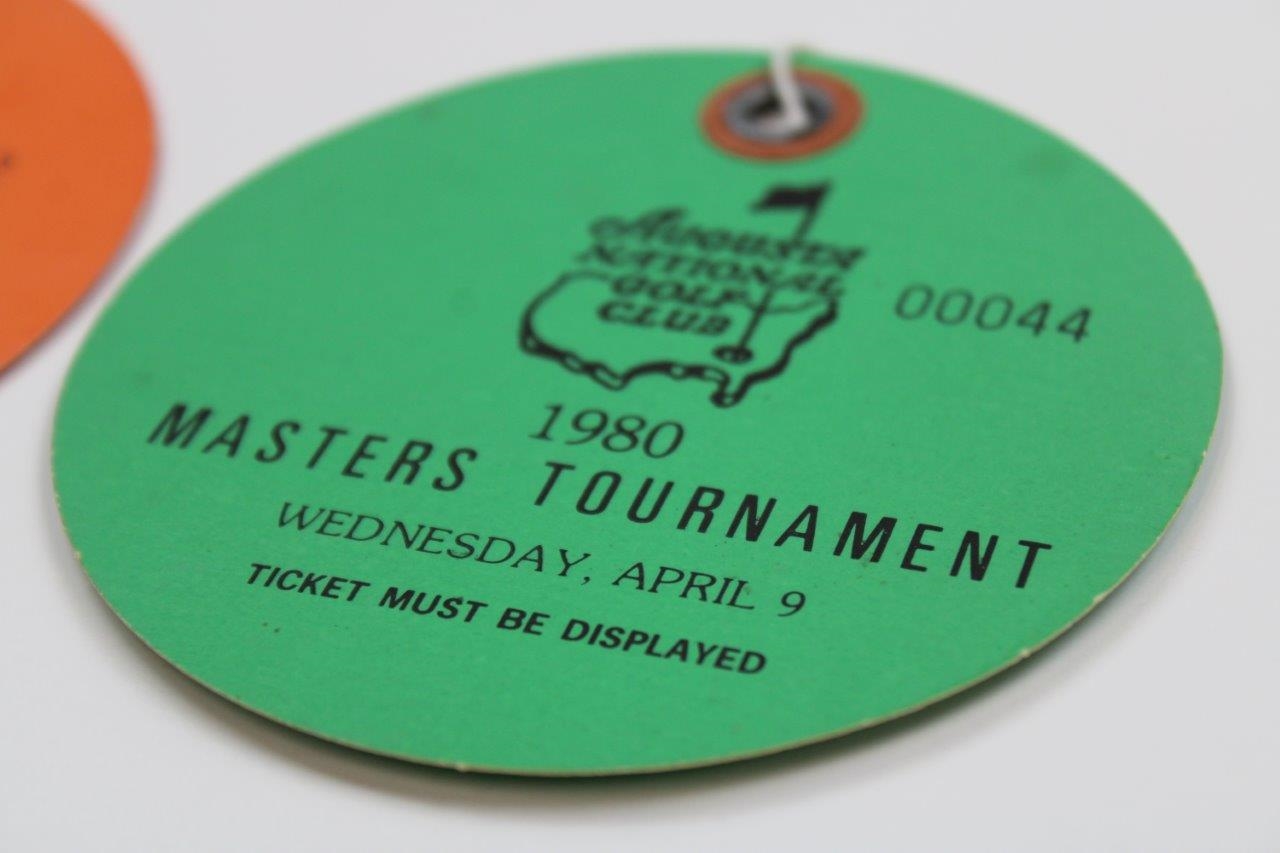 Augusta
National
Golf
Club
00044
1980
MASTERS TOURNAMENT
WEDNESDAY, APRIL 9
TICKET MUST BE DISPLAYED